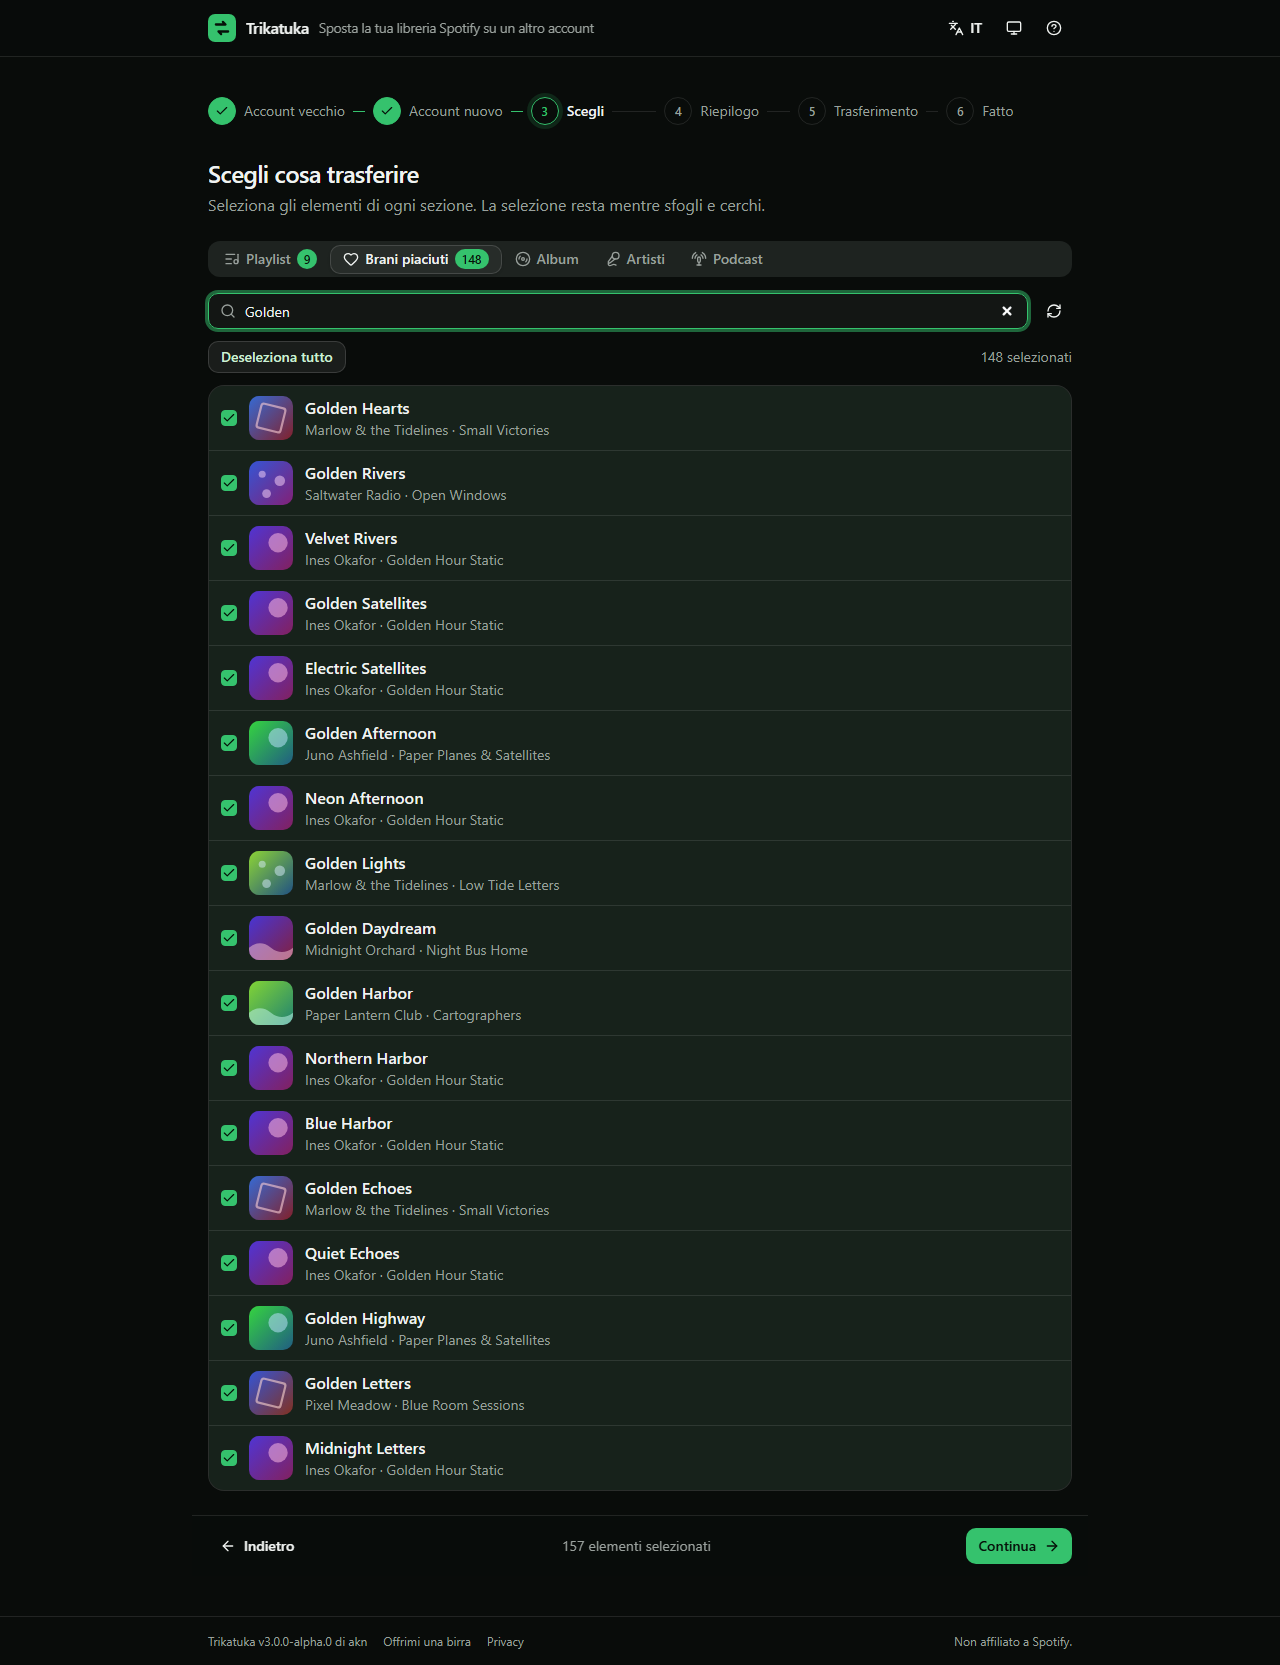 Trikatuka Sposta la tua libreria Spotify su un altro account IT
Account vecchio Account nuovo 3 Scegli 4 Riepilogo 5 Trasferimento 6 Fatto
Scegli cosa trasferire
Seleziona gli elementi di ogni sezione. La selezione resta mentre sfogli e cerchi.
Playlist 9 Brani piaciuti 148 Album Artisti Podcast
Golden
Deseleziona tutto 148 selezionati
Golden Hearts
Marlow & the Tidelines · Small Victories
Golden Rivers
Saltwater Radio · Open Windows
Velvet Rivers
Ines Okafor · Golden Hour Static
Golden Satellites
Ines Okafor · Golden Hour Static
Electric Satellites
Ines Okafor · Golden Hour Static
Golden Afternoon
Juno Ashfield · Paper Planes & Satellites
Neon Afternoon
Ines Okafor · Golden Hour Static
Golden Lights
Marlow & the Tidelines · Low Tide Letters
Golden Daydream
Midnight Orchard · Night Bus Home
Golden Harbor
Paper Lantern Club · Cartographers
Northern Harbor
Ines Okafor · Golden Hour Static
Blue Harbor
Ines Okafor · Golden Hour Static
Golden Echoes
Marlow & the Tidelines · Small Victories
Quiet Echoes
Ines Okafor · Golden Hour Static
Golden Highway
Juno Ashfield · Paper Planes & Satellites
Golden Letters
Pixel Meadow · Blue Room Sessions
Midnight Letters
Ines Okafor · Golden Hour Static
Indietro 157 elementi selezionati Continua
Trikatuka v3.0.0-alpha.0 di akn Offrimi una birra Privacy Non affiliato a Spotify.